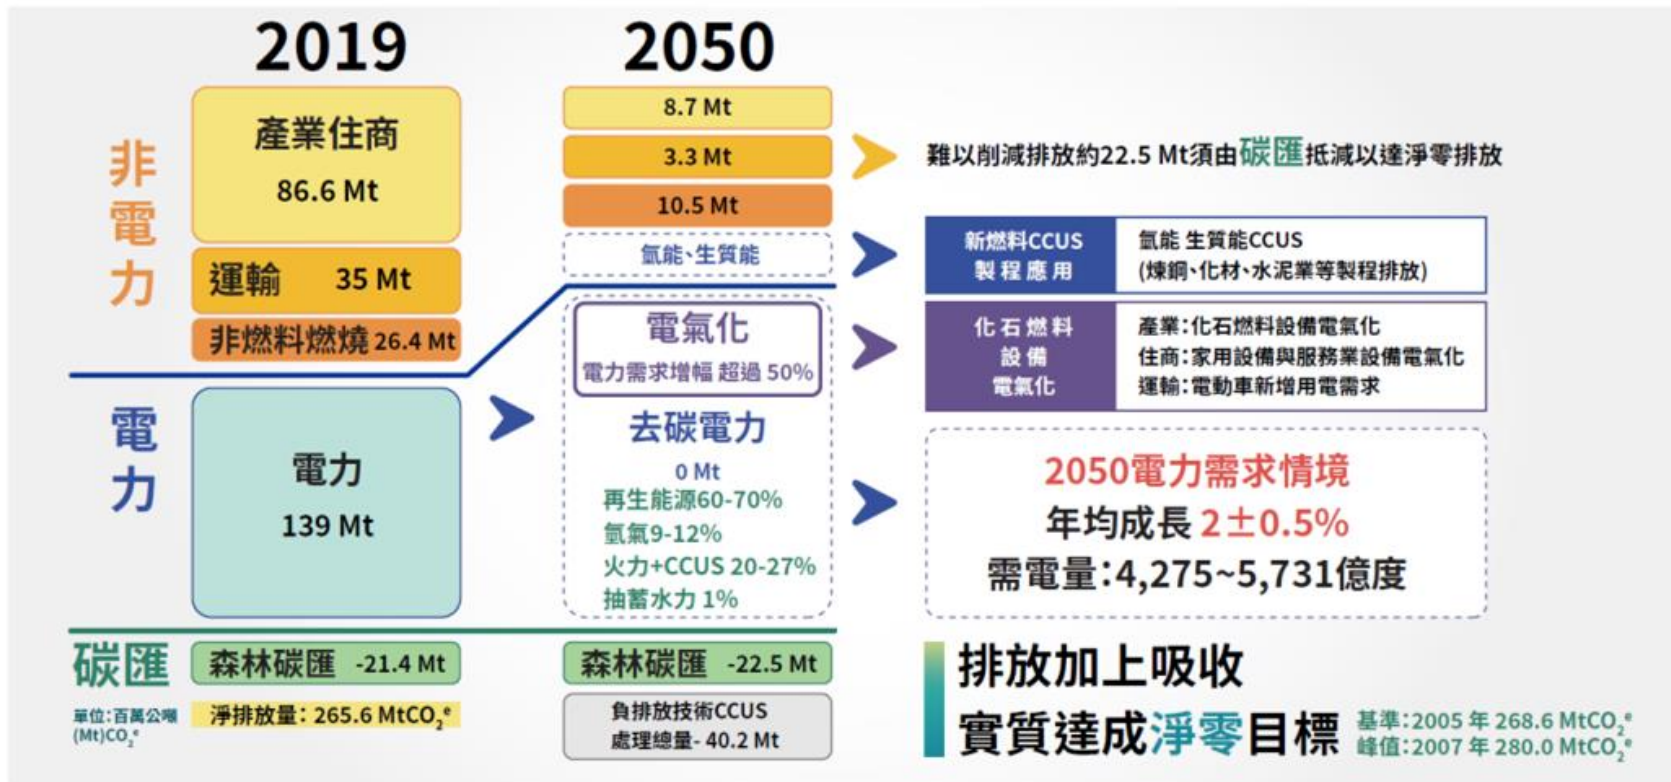 2019
2050
非電力
產業住商
86.6 Mt
運輸 35 Mt
非燃料燃燒 26.4 Mt
8.7 Mt
3.3 Mt
10.5 Mt
氫能、生質能
難以削減排放約22.5 Mt須由碳匯抵減以達淨零排放
新燃料CCUS
製程應用
氫能 生質能CCUS
(煉鋼、化材、水泥業等製程排放)
電力
電力
139 Mt
電氣化
電力需求增幅 超過 50%
去碳電力
0 Mt
再生能源60-70%
氫氣9-12%
火力+CCUS 20-27%
抽蓄水力 1%
化石燃料
設備
電氣化
產業:化石燃料設備電氣化
住商:家用設備與服務業設備電氣化
運輸:電動車新增用電需求
2050電力需求情境
年均成長 2±0.5%
需電量:4,275~5,731億度
碳匯
單位:百萬公噸
(Mt)CO₂ᵉ
森林碳匯 -21.4 Mt
淨排放量: 265.6 MtCO₂ᵉ
森林碳匯 -22.5 Mt
負排放技術CCUS
處理總量- 40.2 Mt
排放加上吸收
實質達成淨零目標
基準:2005 年 268.6 MtCO₂ᵉ
峰值:2007 年 280.0 MtCO₂ᵉ